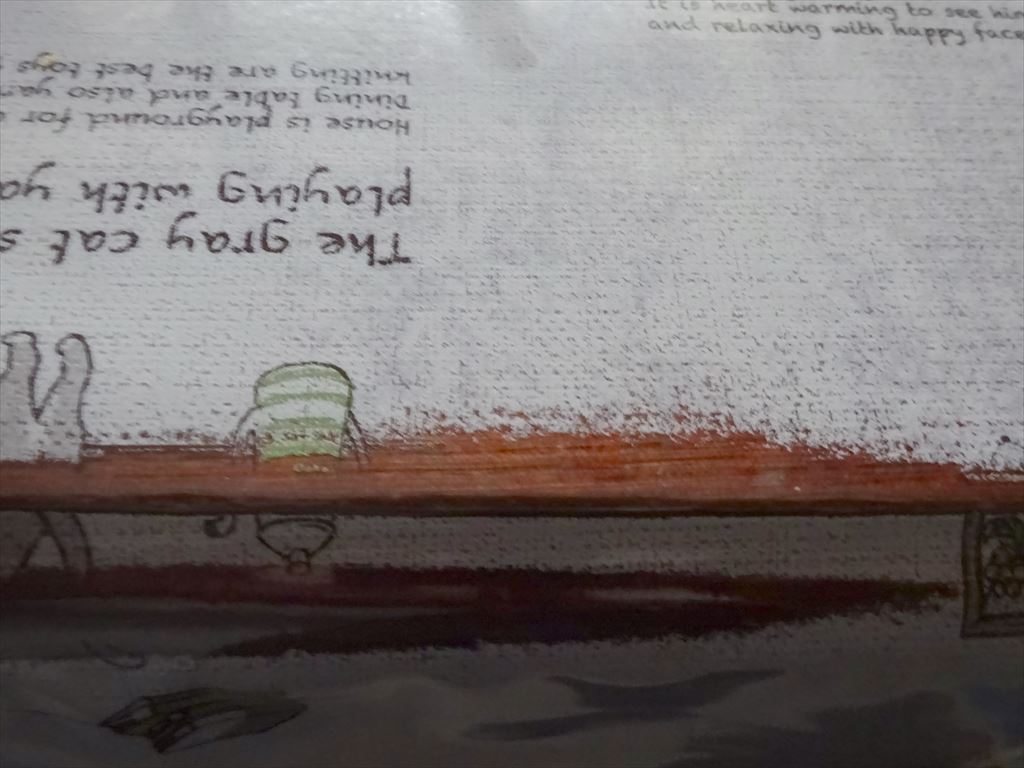 It is heart warming to see him
and relaxing with happy face
The gray cat s
playing with ya
House is playground for
Dining table and also yar
knitting are the best toys